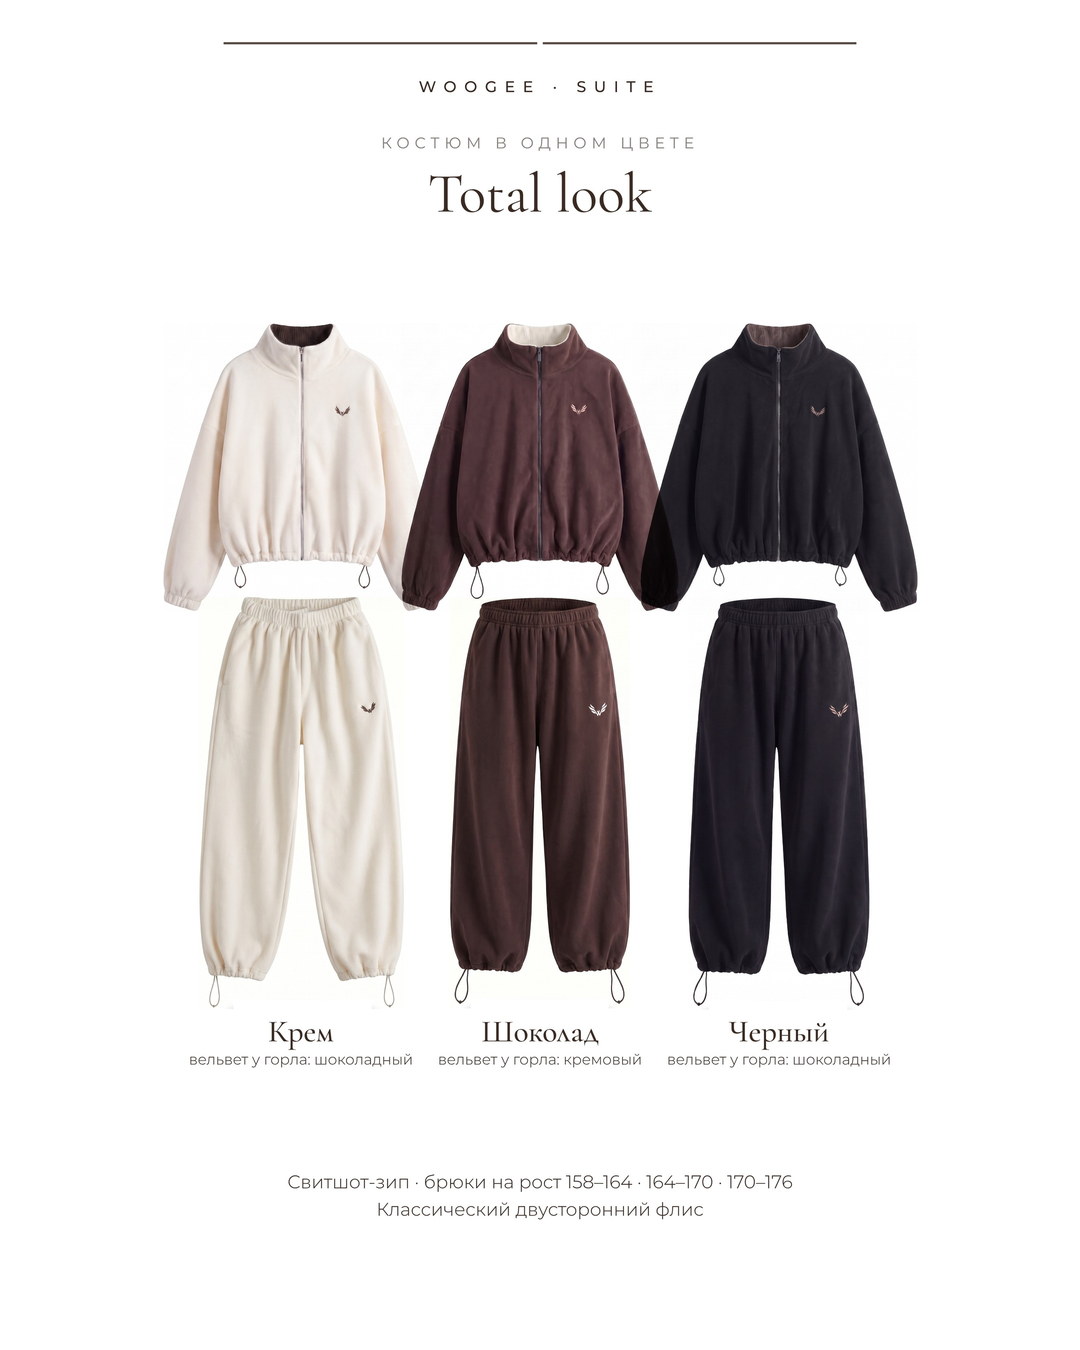 WOOGEE · SUITE
КОСТЮМ В ОДНОМ ЦВЕТЕ
Total look
Крем
вельвет у горла: шоколадный
Шоколад
вельвет у горла: кремовый
Черный
вельвет у горла: шоколадный
Свитшот-зип · брюки на рост 158–164 · 164–170 · 170–176
Классический двусторонний флис